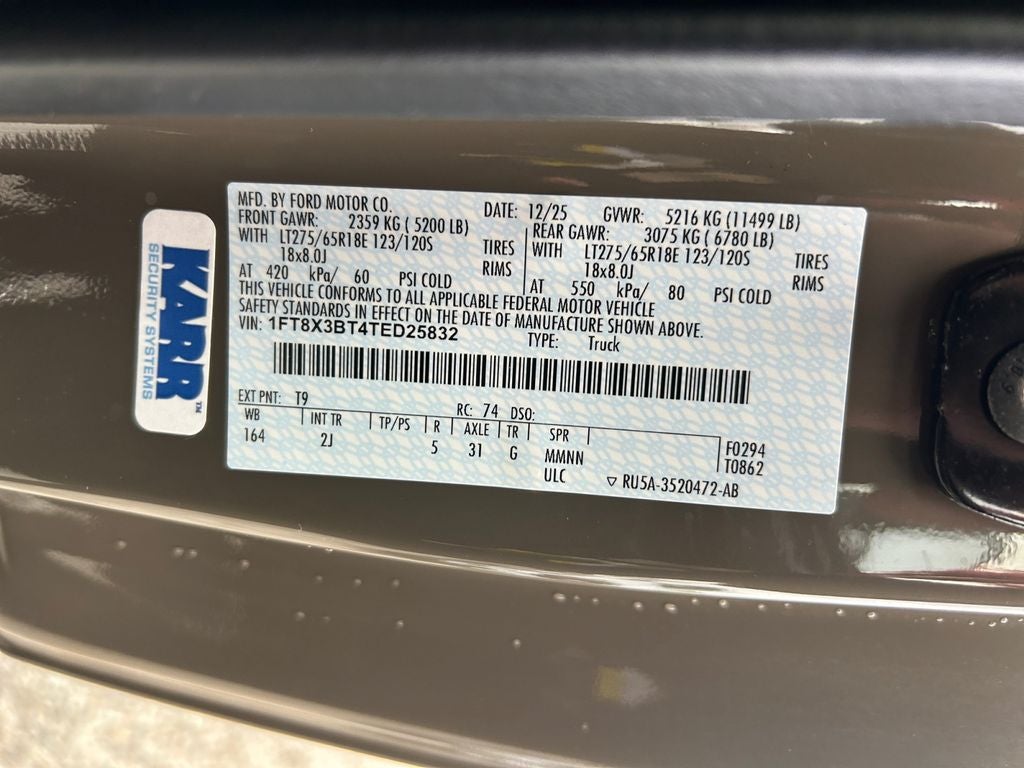 MFD. BY FORD MOTOR CO. DATE: 12/25 GVWR: 5216 KG (11499 LB)
FRONT GAWR: 2359 KG ( 5200 LB) REAR GAWR: 3075 KG ( 6780 LB)
WITH LT275/65R18E 123/120S TIRES WITH LT275/65R18E 123/120S TIRES
18x8.0J RIMS 18x8.0J RIMS
AT 420 kPa/ 60 PSI COLD AT 550 kPa/ 80 PSI COLD
THIS VEHICLE CONFORMS TO ALL APPLICABLE FEDERAL MOTOR VEHICLE
SAFETY STANDARDS IN EFFECT ON THE DATE OF MANUFACTURE SHOWN ABOVE.
VIN: 1FT8X3BT4TED25832 TYPE: Truck
EXT PNT: T9 RC: 74 DSO:
WB INT TR TP/PS R AXLE TR SPR F0294
164 2J 5 31 G MMNN T0862
ULC ▽ RU5A-3520472-AB
KARR™
SECURITY SYSTEMS